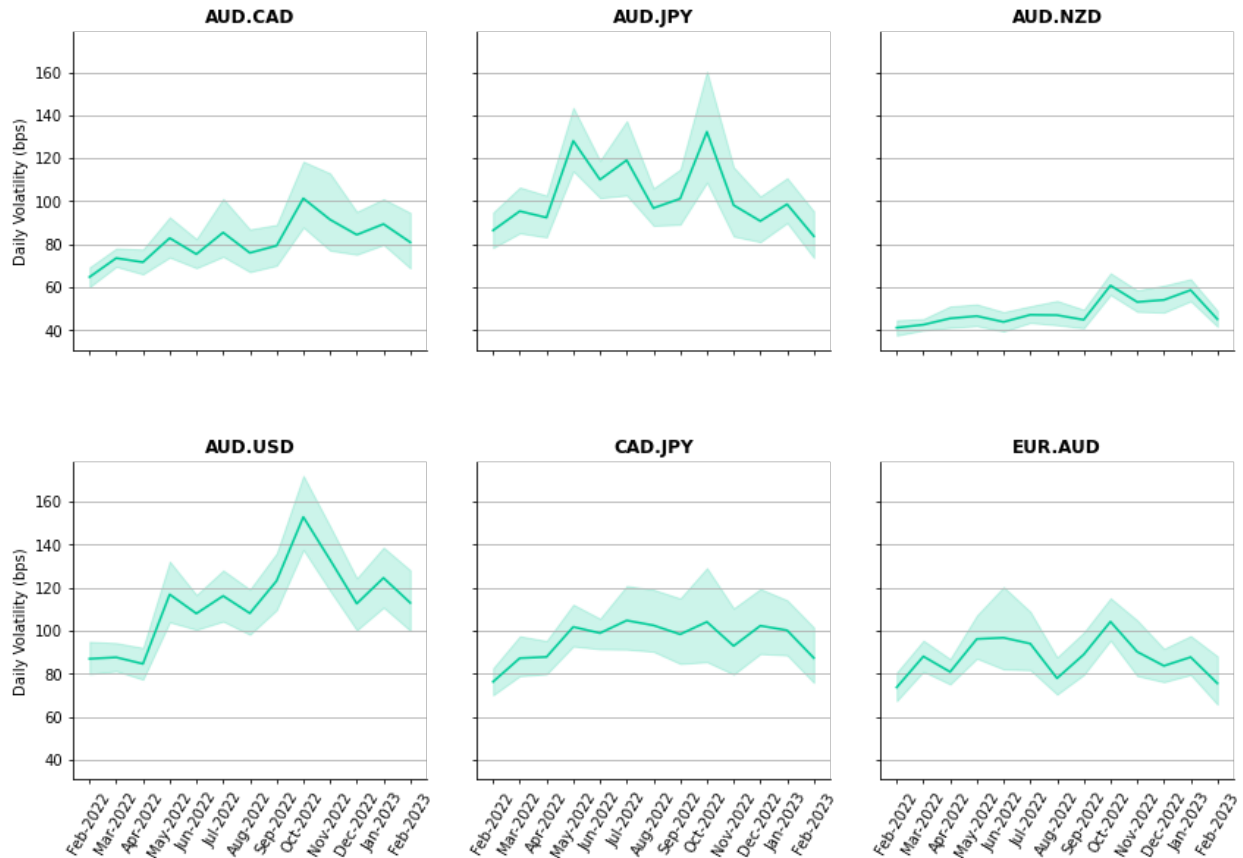 AUD.CAD
AUD.JPY
AUD.NZD
Daily Volatility (bps)
160
140
120
100
80
60
40
AUD.USD
CAD.JPY
EUR.AUD
Daily Volatility (bps)
160
140
120
100
80
60
40
Feb-2022
Mar-2022
Apr-2022
May-2022
Jun-2022
Jul-2022
Aug-2022
Sep-2022
Oct-2022
Nov-2022
Dec-2022
Jan-2023
Feb-2023
Feb-2022
Mar-2022
Apr-2022
May-2022
Jun-2022
Jul-2022
Aug-2022
Sep-2022
Oct-2022
Nov-2022
Dec-2022
Jan-2023
Feb-2023
Feb-2022
Mar-2022
Apr-2022
May-2022
Jun-2022
Jul-2022
Aug-2022
Sep-2022
Oct-2022
Nov-2022
Dec-2022
Jan-2023
Feb-2023